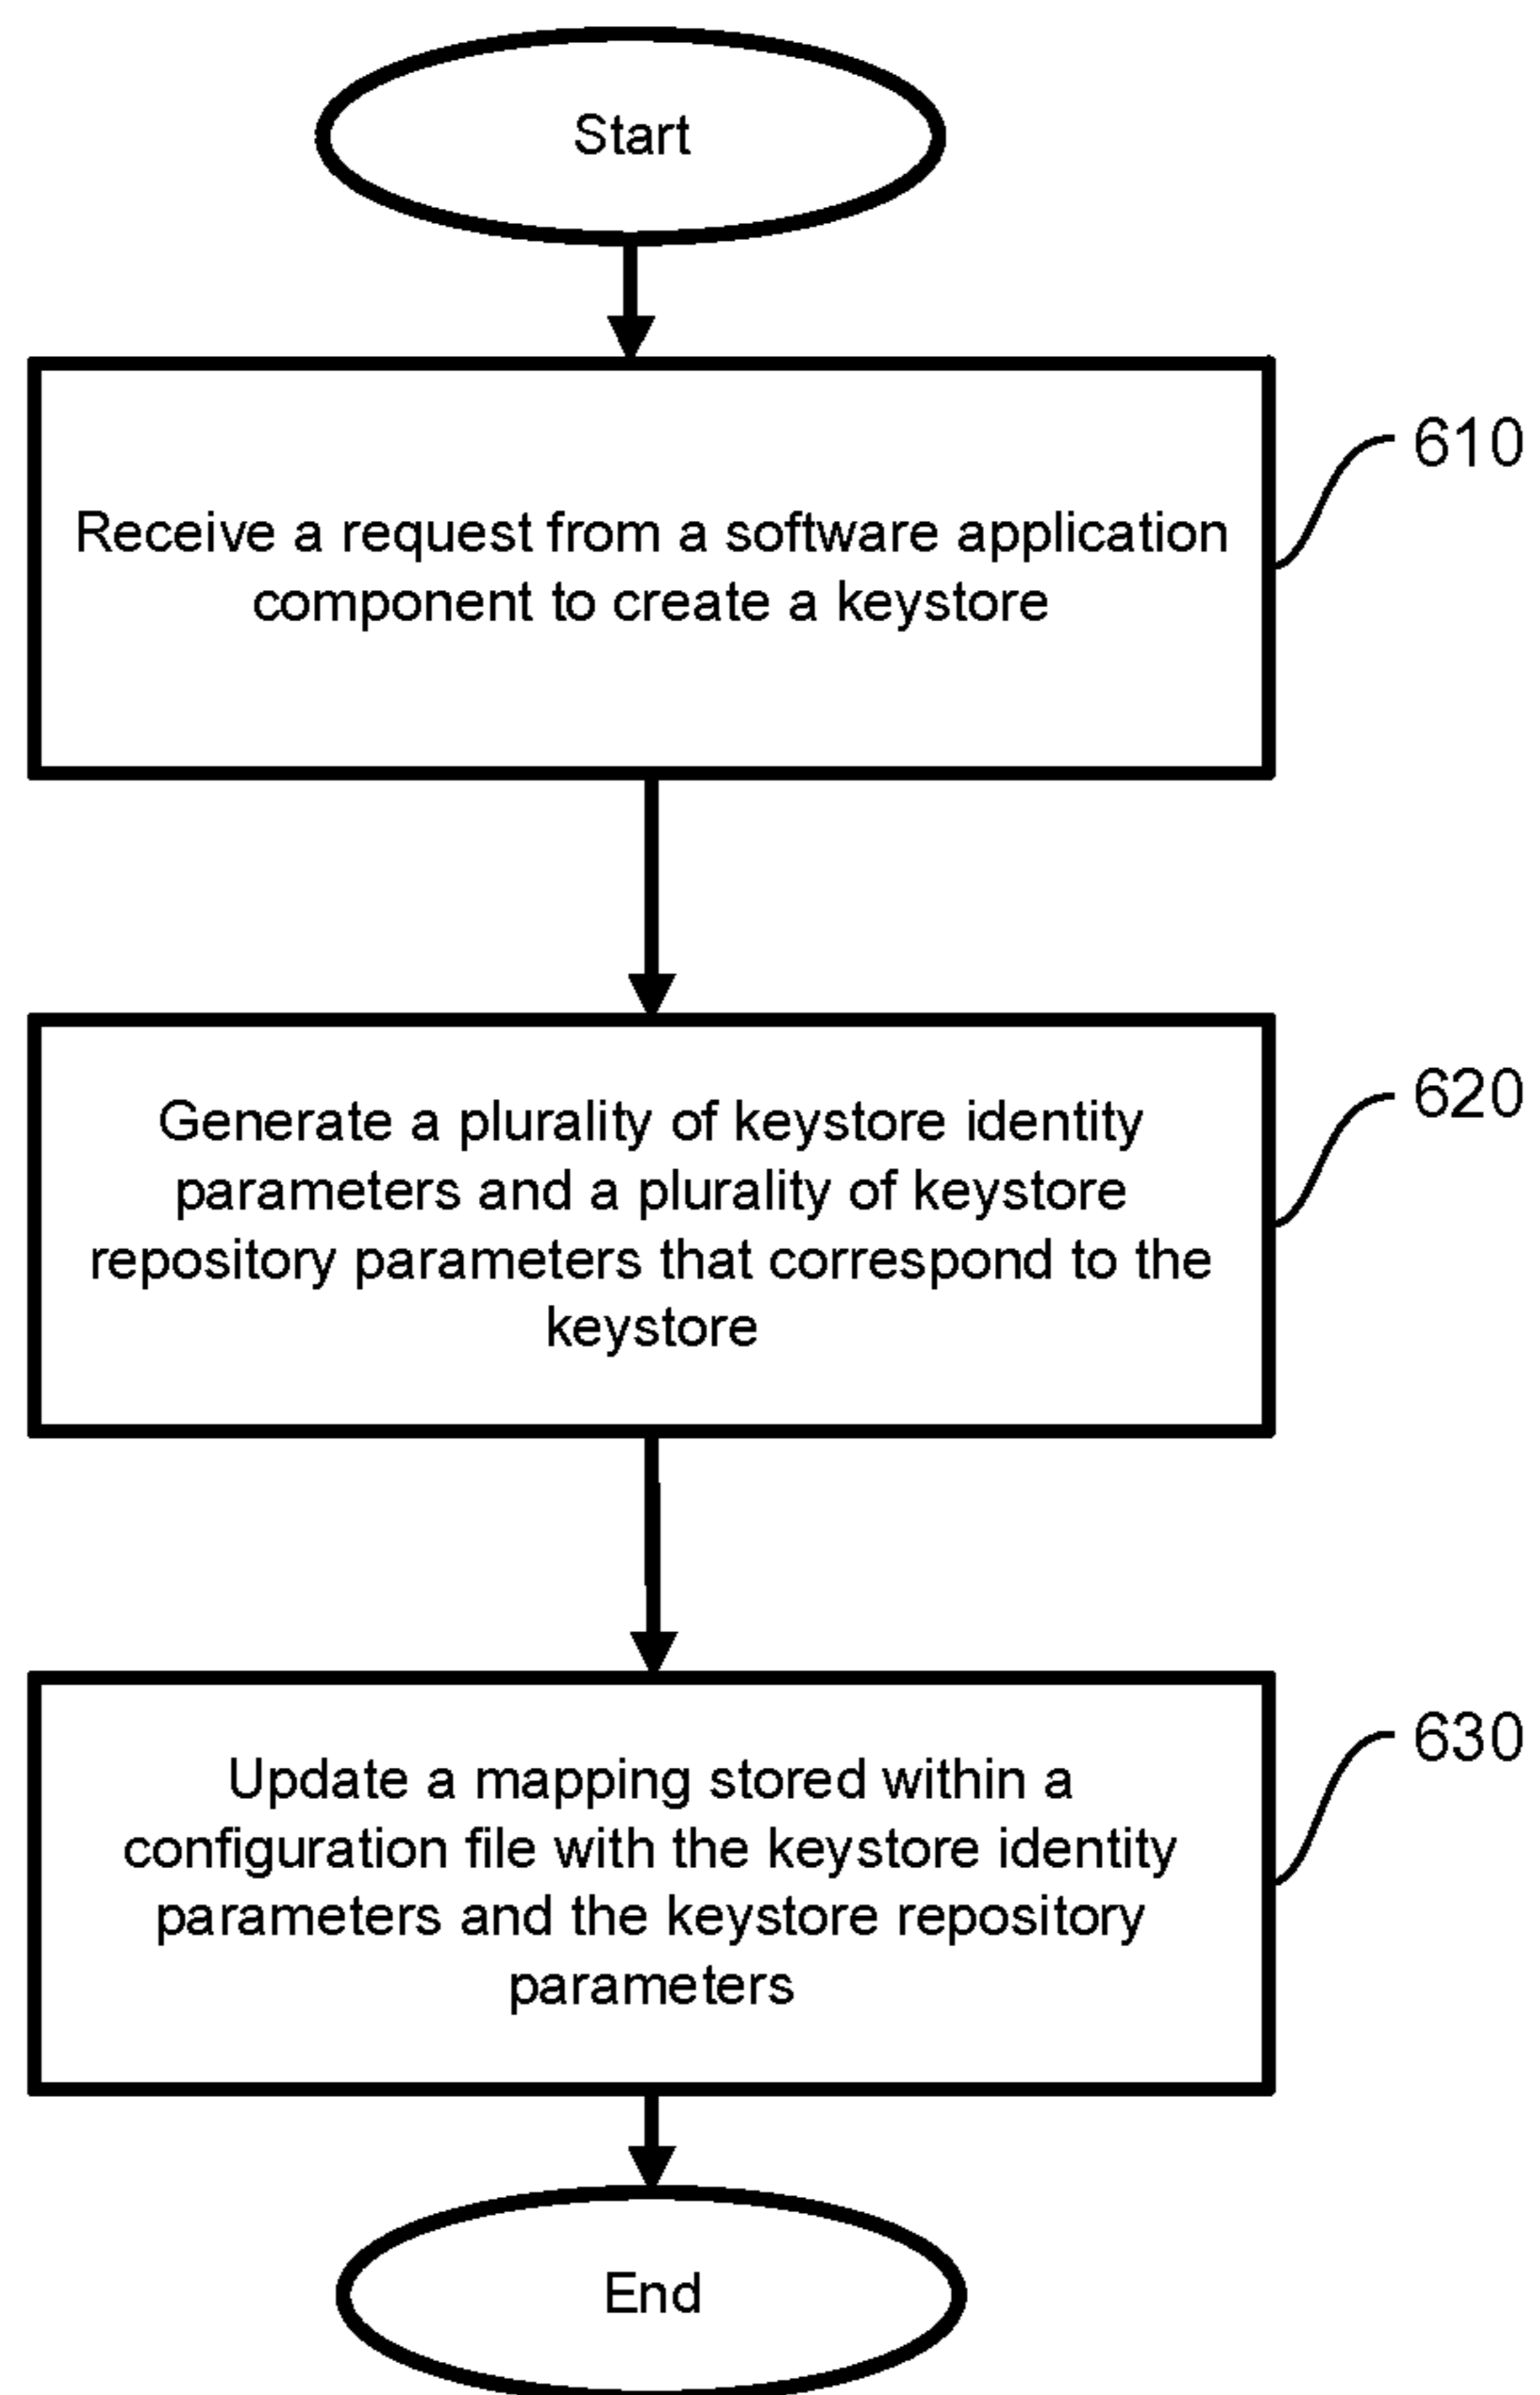 Start
610
Receive a request from a software application
component to create a keystore
620
Generate a plurality of keystore identity
parameters and a plurality of keystore
repository parameters that correspond to the
keystore
630
Update a mapping stored within a
configuration file with the keystore identity
parameters and the keystore repository
parameters
End